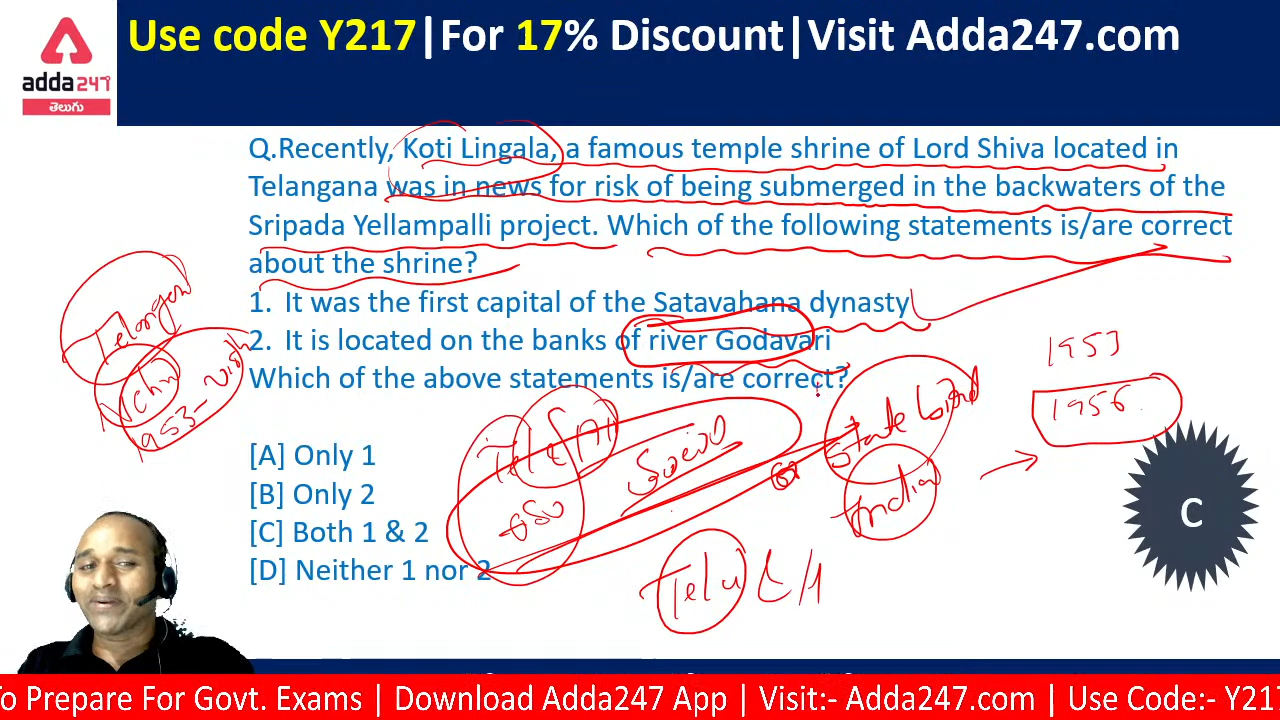 Use code Y217|For 17% Discount|Visit Adda247.com
adda247
తెలుగు
Q.Recently, Koti Lingala, a famous temple shrine of Lord Shiva located in
Telangana was in news for risk of being submerged in the backwaters of the
Sripada Yellampalli project. Which of the following statements is/are correct
about the shrine?
1. It was the first capital of the Satavahana dynasty
2. It is located on the banks of river Godavari
Which of the above statements is/are correct?
[A] Only 1
[B] Only 2
[C] Both 1 & 2
[D] Neither 1 nor 2
1953
1956
State
India
Telu
C
To Prepare For Govt. Exams | Download Adda247 App | Visit:- Adda247.com | Use Code:- Y217